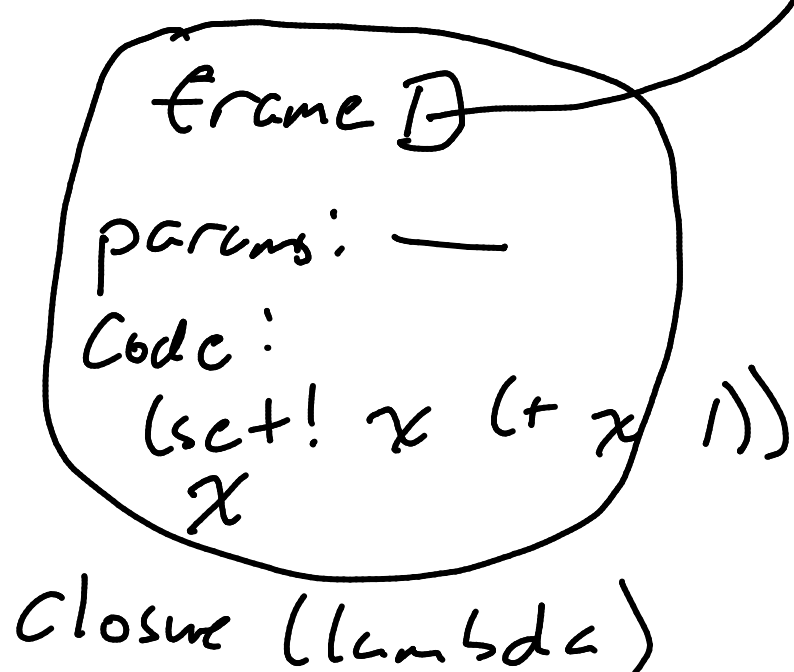 frame
params: —
Code:
(set! x (+ x 1))
x
Closure (lambda)